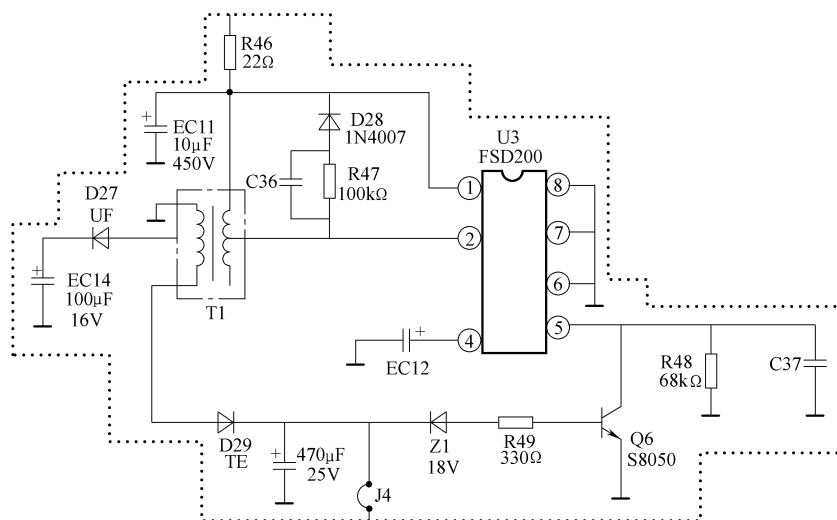 R46
22Ω
EC11
10μF
450V
D28
1N4007
U3
FSD200
C36
R47
100kΩ
1
8
D27
UF
2
7
EC14
100μF
16V
T1
6
4
5
EC12
R48
68kΩ
C37
D29
TE
470μF
25V
Z1
18V
R49
330Ω
Q6
S8050
J4